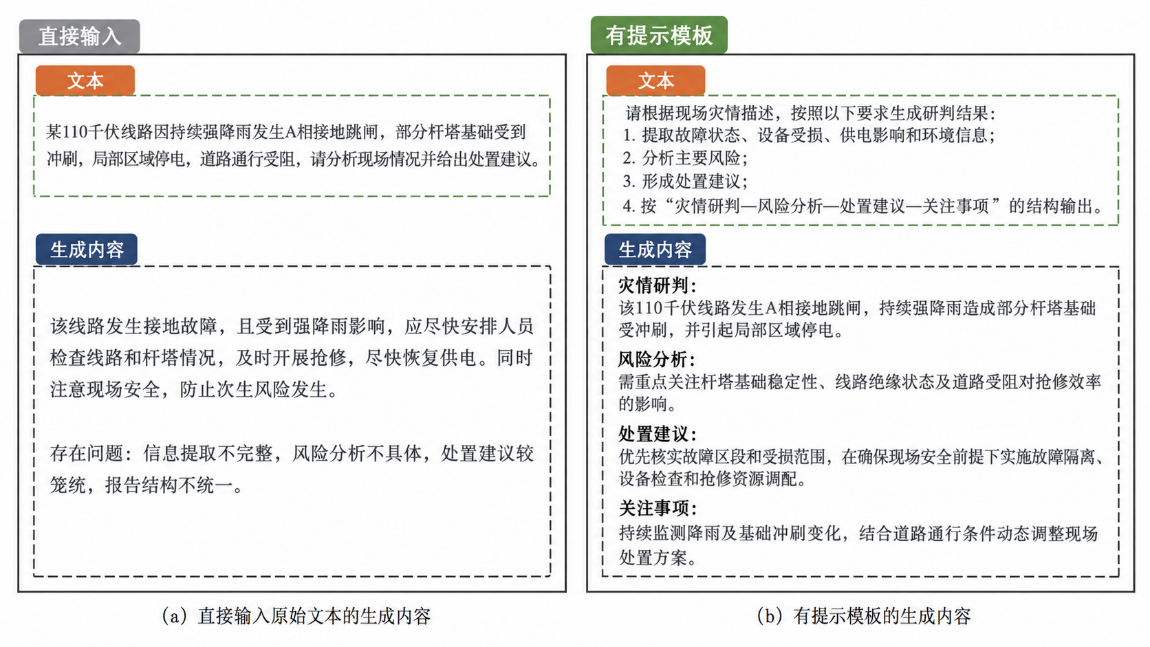 直接输入
文本
某110千伏线路因持续强降雨发生A相接地跳闸，部分杆塔基础受到
冲刷，局部区域停电，道路通行受阻，请分析现场情况并给出处置建议。
生成内容
该线路发生接地故障，且受到强降雨影响，应尽快安排人员
检查线路和杆塔情况，及时开展抢修，尽快恢复供电。同时
注意现场安全，防止次生风险发生。
存在问题：信息提取不完整，风险分析不具体，处置建议较
笼统，报告结构不统一。
（a）直接输入原始文本的生成内容
有提示模板
文本
请根据现场灾情描述，按照以下要求生成研判结果：
1. 提取故障状态、设备受损、供电影响和环境信息；
2. 分析主要风险；
3. 形成处置建议；
4. 按“灾情研判—风险分析—处置建议—关注事项”的结构输出。
生成内容
灾情研判：
该110千伏线路发生A相接地跳闸，持续强降雨造成部分杆塔基础
受冲刷，并引起局部区域停电。
风险分析：
需重点关注杆塔基础稳定性、线路绝缘状态及道路受阻对抢修效率
的影响。
处置建议：
优先核实故障区段和受损范围，在确保现场安全前提下实施故障隔离、
设备检查和抢修资源调配。
关注事项：
持续监测降雨及基础冲刷变化，结合道路通行条件动态调整现场
处置方案。
（b）有提示模板的生成内容